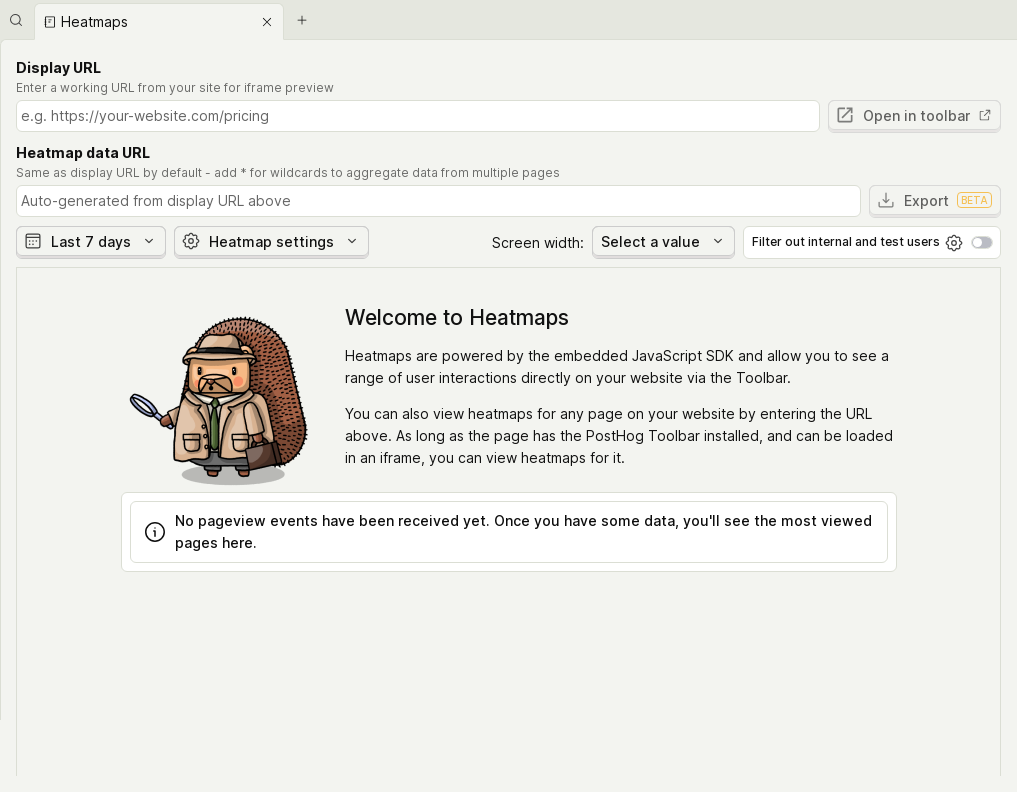 Heatmaps
Display URL
Enter a working URL from your site for iframe preview
e.g. https://your-website.com/pricing
Open in toolbar
Heatmap data URL
Same as display URL by default - add * for wildcards to aggregate data from multiple pages
Auto-generated from display URL above
Export BETA
Last 7 days
Heatmap settings
Screen width:
Select a value
Filter out internal and test users
Welcome to Heatmaps
Heatmaps are powered by the embedded JavaScript SDK and allow you to see a
range of user interactions directly on your website via the Toolbar.
You can also view heatmaps for any page on your website by entering the URL
above. As long as the page has the PostHog Toolbar installed, and can be loaded
in an iframe, you can view heatmaps for it.
No pageview events have been received yet. Once you have some data, you'll see the most viewed
pages here.